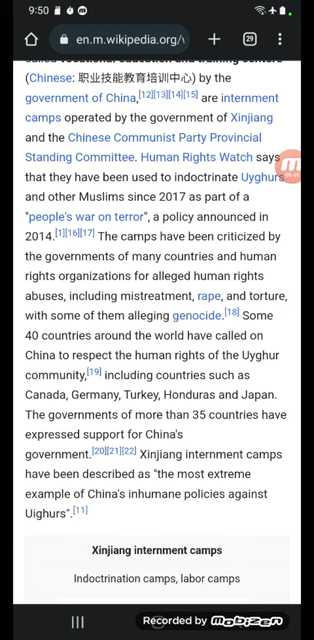 9:50
en.m.wikipedia.org/
29
called vocational education and training centers
(Chinese: 职业技能教育培训中心) by the
government of China,[12][13][14][15] are internment
camps operated by the government of Xinjiang
and the Chinese Communist Party Provincial
Standing Committee. Human Rights Watch says
that they have been used to indoctrinate Uyghurs
09:49
and other Muslims since 2017 as part of a
"people's war on terror", a policy announced in
2014.[1][16][17] The camps have been criticized by
the governments of many countries and human
rights organizations for alleged human rights
abuses, including mistreatment, rape, and torture,
with some of them alleging genocide.[18] Some
40 countries around the world have called on
China to respect the human rights of the Uyghur
community,[19] including countries such as
Canada, Germany, Turkey, Honduras and Japan.
The governments of more than 35 countries have
expressed support for China's
government.[20][21][22] Xinjiang internment camps
have been described as "the most extreme
example of China's inhumane policies against
Uighurs".[11]
Xinjiang internment camps
Indoctrination camps, labor camps
Recorded by Mobizen